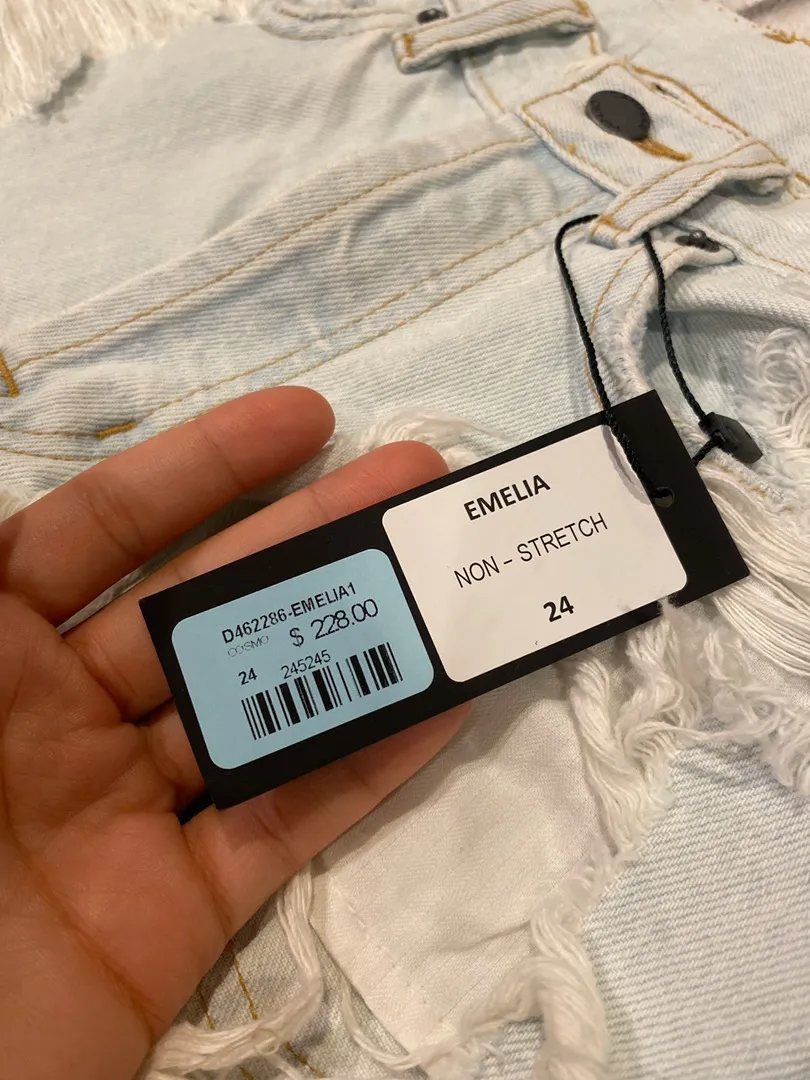 EMELIA
NON - STRETCH
24
D462286-EMELIA1
COSMO $ 228.00
24 245245